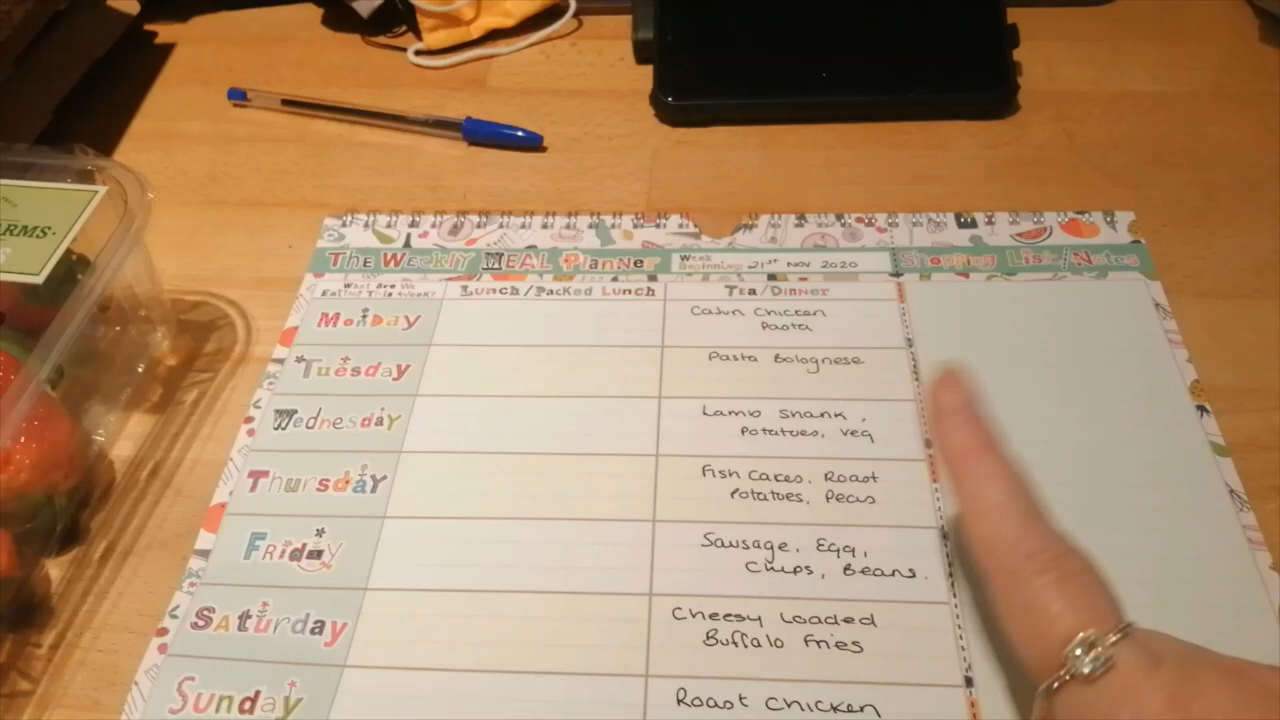 ARMS·
THE WEEKLY MEAL PLANNER
Week Beginning: 21st Nov 2020
Shopping List/Notes
What Are We
Eating This Week?
Lunch/Packed Lunch
Tea/Dinner
Monday
Cajun Chicken
Pasta
Tuesday
Pasta Bolognese
Wednesday
Lamb Shank,
Potatoes, Veg
Thursday
Fish Cakes, Roast
Potatoes, Peas
Friday
Sausage, Egg,
Chips, Beans.
Saturday
Cheesy Loaded
Buffalo Fries
Sunday
Roast Chicken